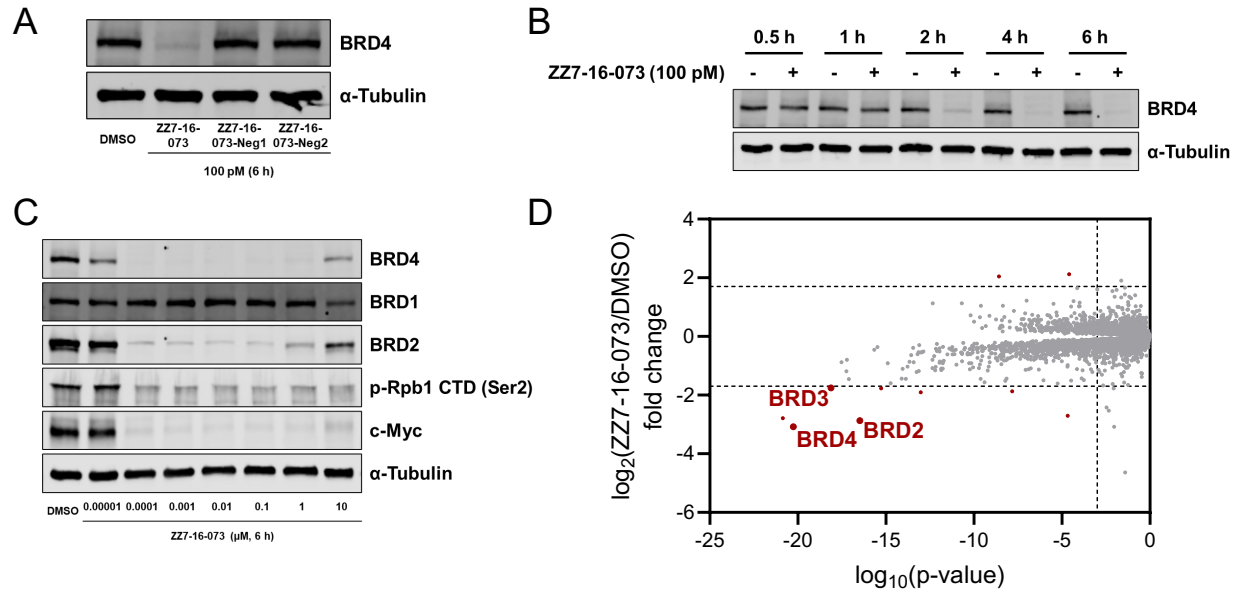 A
BRD4
α-Tubulin
DMSO
ZZ7-16-
073
ZZ7-16-
073-Neg1
ZZ7-16-
073-Neg2
100 pM (6 h)
B
0.5 h 1 h 2 h 4 h 6 h
ZZ7-16-073 (100 pM) - + - + - + - + - +
BRD4
α-Tubulin
C
BRD4
BRD1
BRD2
p-Rpb1 CTD (Ser2)
c-Myc
α-Tubulin
DMSO 0.00001 0.0001 0.001 0.01 0.1 1 10
ZZ7-16-073 (μM, 6 h)
D
log2(ZZ7-16-073/DMSO)
fold change
4
2
0
-2
-4
-6
BRD3
BRD4
BRD2
-25 -20 -15 -10 -5 0
log10(p-value)